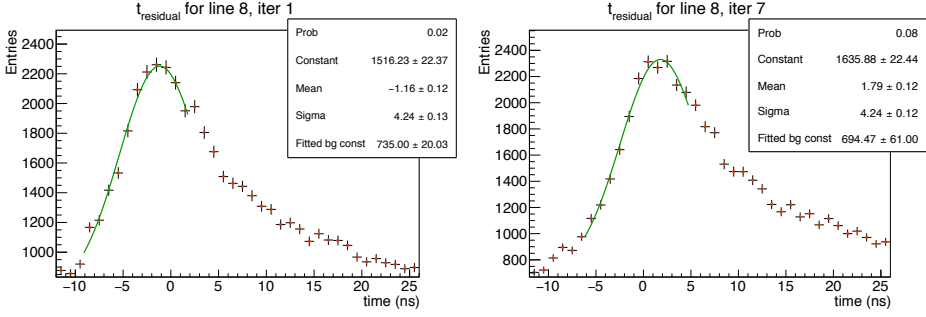 t_residual for line 8, iter 1
Entries
2400
2200
2000
1800
1600
1400
1200
1000
−10 −5 0 5 10 15 20 25
time (ns)
Prob 0.02
Constant 1516.23 ± 22.37
Mean −1.16 ± 0.12
Sigma 4.24 ± 0.13
Fitted bg const 735.00 ± 20.03
t_residual for line 8, iter 7
Entries
2400
2200
2000
1800
1600
1400
1200
1000
800
−10 −5 0 5 10 15 20 25
time (ns)
Prob 0.08
Constant 1635.88 ± 22.44
Mean 1.79 ± 0.12
Sigma 4.24 ± 0.12
Fitted bg const 694.47 ± 61.00